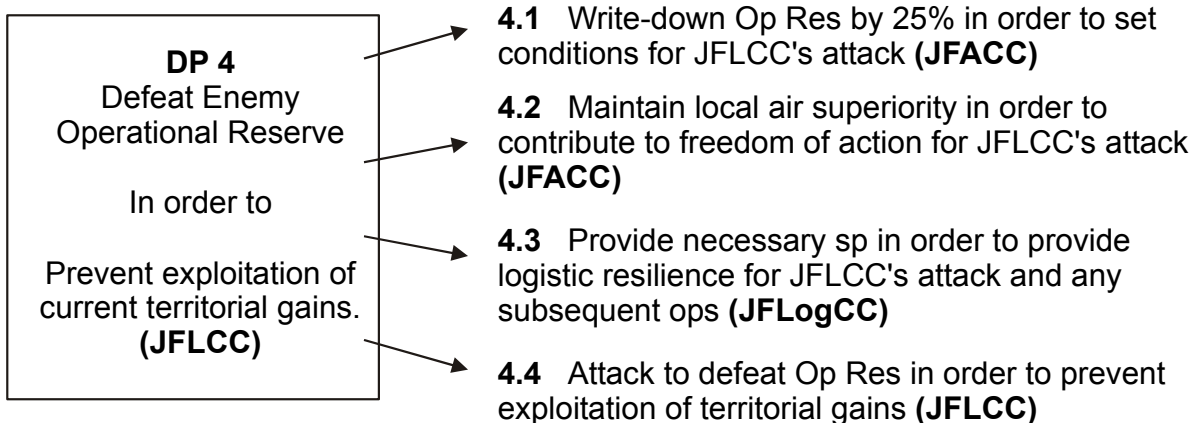 DP 4
Defeat Enemy
Operational Reserve
In order to
Prevent exploitation of
current territorial gains.
(JFLCC)
4.1 Write-down Op Res by 25% in order to set
conditions for JFLCC's attack (JFACC)
4.2 Maintain local air superiority in order to
contribute to freedom of action for JFLCC's attack
(JFACC)
4.3 Provide necessary sp in order to provide
logistic resilience for JFLCC's attack and any
subsequent ops (JFLogCC)
4.4 Attack to defeat Op Res in order to prevent
exploitation of territorial gains (JFLCC)